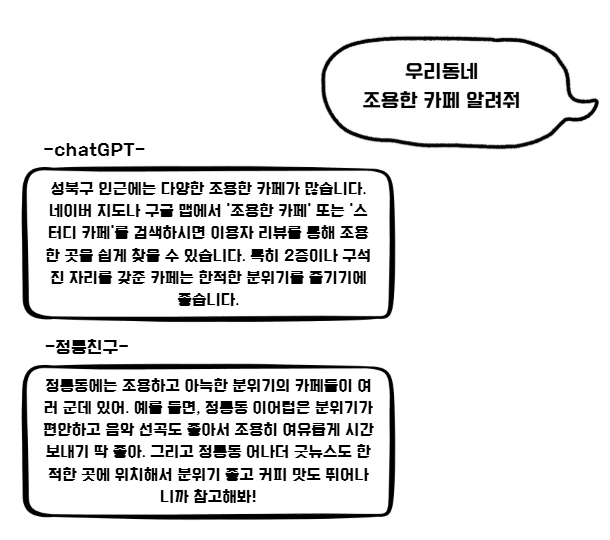 우리동네
조용한 카페 알려줘
-chatGPT-
성북구 인근에는 다양한 조용한 카페가 많습니다.
네이버 지도나 구글 맵에서 '조용한 카페' 또는 '스
터디 카페'를 검색하시면 이용자 리뷰를 통해 조용
한 곳을 쉽게 찾을 수 있습니다. 특히 2층이나 구석
진 자리를 갖춘 카페는 한적한 분위기를 즐기기에
좋습니다.
-정릉친구-
정릉동에는 조용하고 아늑한 분위기의 카페들이 여
러 군데 있어. 예를 들면, 정릉동 이어텁은 분위기가
편안하고 음악 선곡도 좋아서 조용히 여유롭게 시간
보내기 딱 좋아. 그리고 정릉동 어나더 굿뉴스도 한
적한 곳에 위치해서 분위기 좋고 커피 맛도 뛰어나
니까 참고해봐!